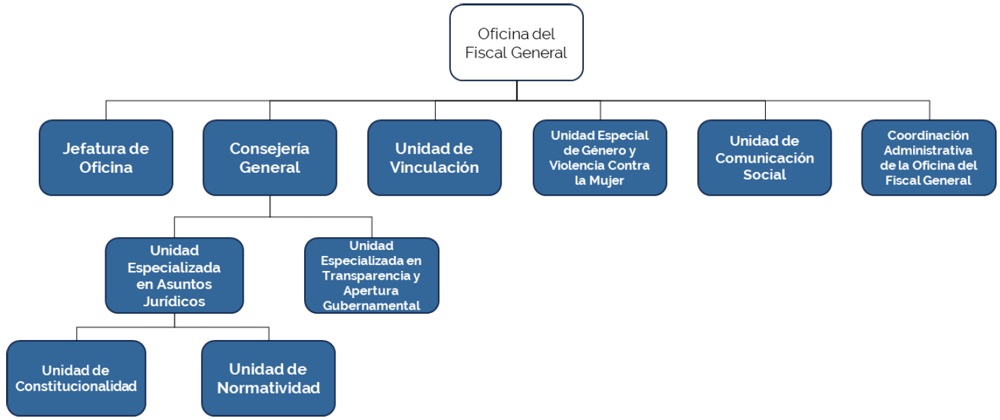 Oficina del
Fiscal General
Jefatura de
Oficina
Consejería
General
Unidad de
Vinculación
Unidad Especial
de Género y
Violencia Contra
la Mujer
Unidad de
Comunicación
Social
Coordinación
Administrativa
de la Oficina del
Fiscal General
Unidad
Especializada
en Asuntos
Jurídicos
Unidad
Especializada en
Transparencia y
Apertura
Gubernamental
Unidad de
Constitucionalidad
Unidad de
Normatividad